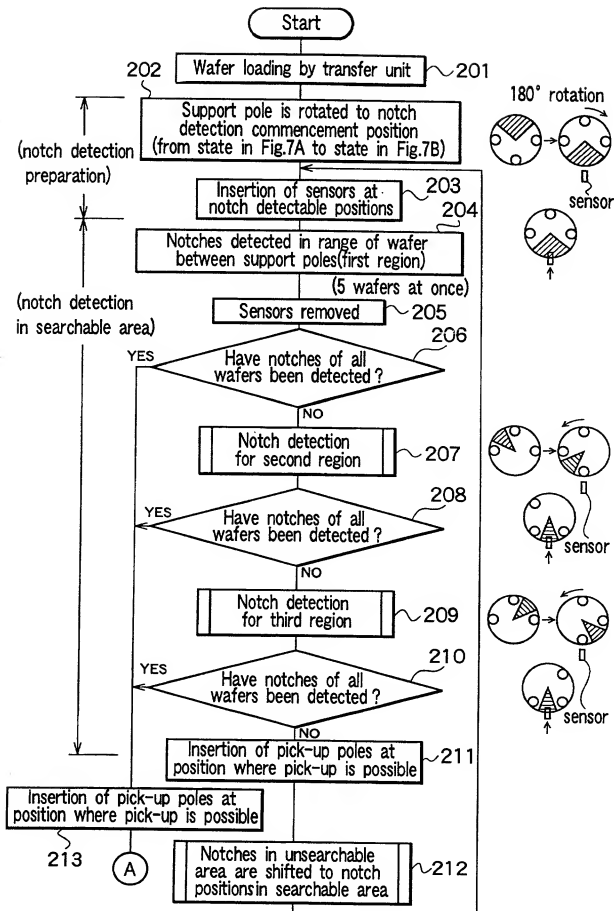 Start
Wafer loading by transfer unit
201
202
Support pole is rotated to notch
detection commencement position
(from state in Fig.7A to state in Fig.7B)
180° rotation
(notch detection
preparation)
Insertion of sensors at
notch detectable positions
203
sensor
204
Notches detected in range of wafer
between support poles(first region)
(5 wafers at once)
(notch detection
in searchable area)
Sensors removed
205
206
YES
Have notches of all
wafers been detected?
NO
Notch detection
for second region
207
208
YES
Have notches of all
wafers been detected?
NO
sensor
Notch detection
for third region
209
210
YES
Have notches of all
wafers been detected?
NO
sensor
Insertion of pick-up poles at
position where pick-up is possible
211
Insertion of pick-up poles at
position where pick-up is possible
213
A
Notches in unsearchable
area are shifted to notch
positions in searchable area
212